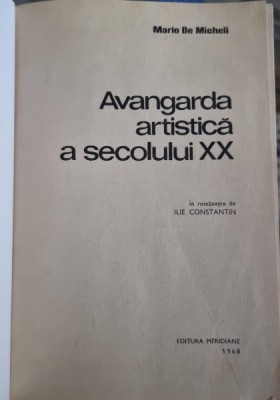 Mario De Micheli
Avangarda
artistică
a secolului XX
în românește de
ILIE CONSTANTIN
EDITURA MERIDIANE
1968